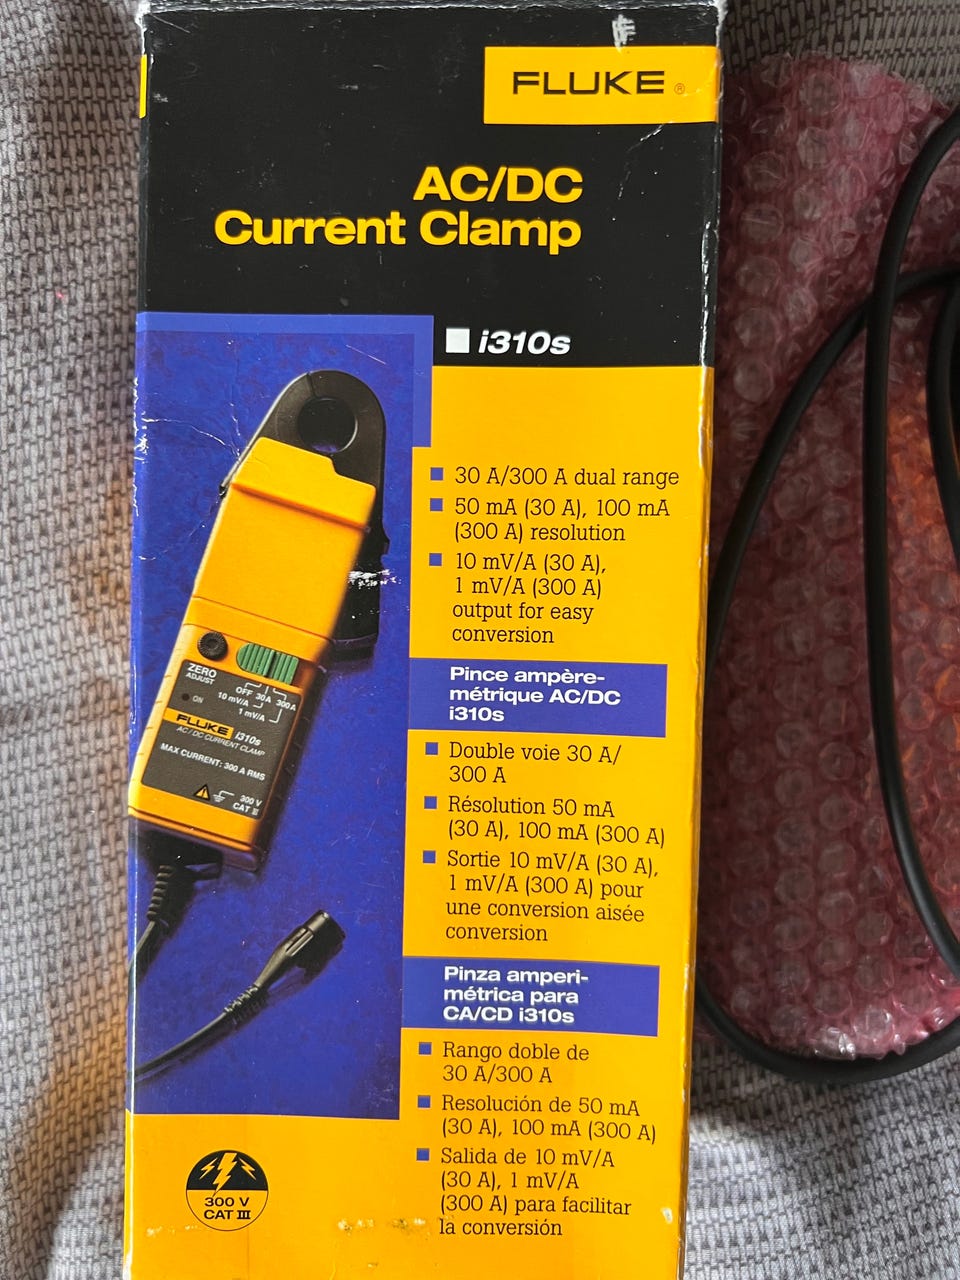 FLUKE ®
AC/DC
Current Clamp
i310s
30 A/300 A dual range
50 mA (30 A), 100 mA
(300 A) resolution
10 mV/A (30 A),
1 mV/A (300 A)
output for easy
conversion
Pince ampère-
métrique AC/DC
i310s
Double voie 30 A/
300 A
Résolution 50 mA
(30 A), 100 mA (300 A)
Sortie 10 mV/A (30 A),
1 mV/A (300 A) pour
une conversion aisée
conversion
Pinza amperi-
métrica para
CA/CD i310s
Rango doble de
30 A/300 A
Resolución de 50 mA
(30 A), 100 mA (300 A)
Salida de 10 mV/A
(30 A), 1 mV/A
(300 A) para facilitar
la conversión
ZERO
ADJUST
ON
OFF 30A 300A
10 mV/A
1 mV/A
FLUKE i310s
AC/DC CURRENT CLAMP
MAX CURRENT: 300 A RMS
300 V
CAT III
300 V
CAT III